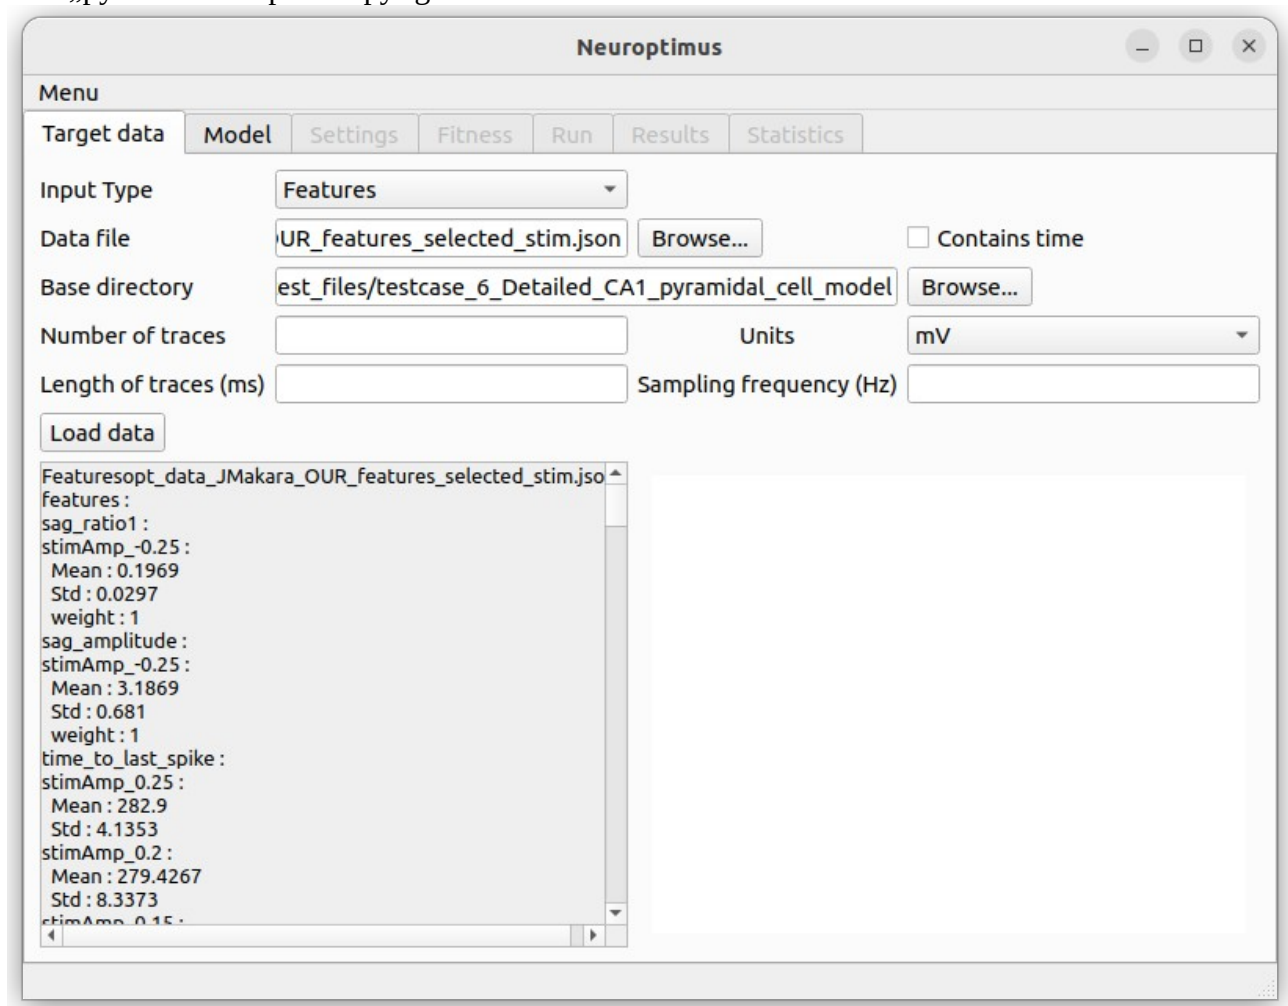 Neuroptimus
Menu
Target data Model Settings Fitness Run Results Statistics
Input Type Features
Data file UR_features_selected_stim.json Browse... Contains time
Base directory est_files/testcase_6_Detailed_CA1_pyramidal_cell_model Browse...
Number of traces Units mV
Length of traces (ms) Sampling frequency (Hz)
Load data
Featuresopt_data_JMakara_OUR_features_selected_stim.jso
features :
sag_ratio1 :
stimAmp_-0.25 :
Mean : 0.1969
Std : 0.0297
weight : 1
sag_amplitude :
stimAmp_-0.25 :
Mean : 3.1869
Std : 0.681
weight : 1
time_to_last_spike :
stimAmp_0.25 :
Mean : 282.9
Std : 4.1353
stimAmp_0.2 :
Mean : 279.4267
Std : 8.3373
stimAmp_0.15 :